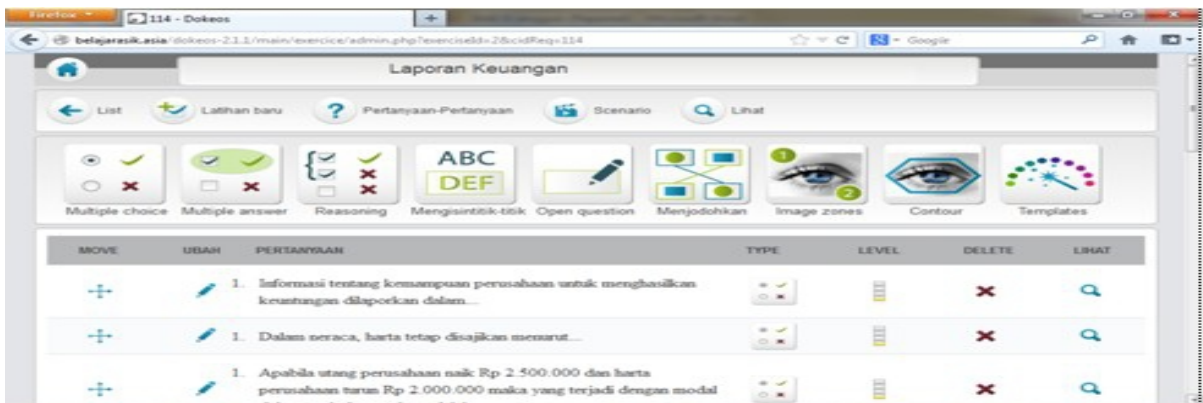 Firefox
114 - Dokeos
belajarasik.asia/dokeos-2.1.1/main/exercice/admin.php?exerciseId=2&cidReq=114
Google
Laporan Keuangan
List Latihan baru ? Pertanyaan-Pertanyaan Scenario Lihat
ABC
DEF
1
2
Multiple choice Multiple answer Reasoning Mengisintitik-titik Open question Menjodohkan Image zones Contour Templates
MOVE UBAH PERTANYAAN TYPE LEVEL DELETE LIHAT
1. Informasi tentang kemampuan perusahaan untuk menghasilkan
keuntungan dilaporkan dalam...
1. Dalam neraca, harta tetap disajikan menurut...
1. Apabila utang perusahaan naik Rp 2.500.000 dan harta
perusahaan turun Rp 2.000.000 maka yang terjadi dengan modal